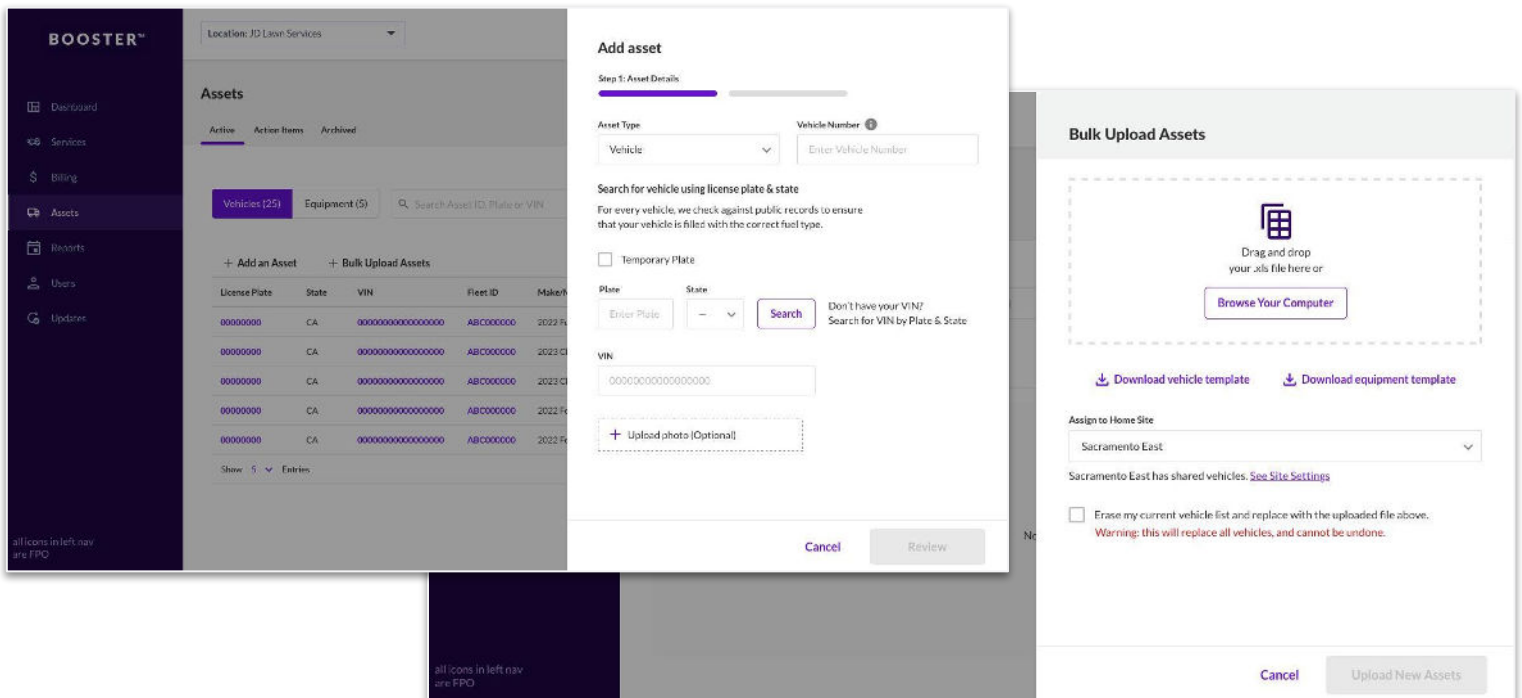 BOOSTER™
Dashboard
Services
Billing
Assets
Reports
Users
Updates
all icons in left nav
are FPO
Location: JD Lawn Services
Assets
Active Action Items Archived
Vehicles (25) Equipment (5) Search Asset ID, Plate or VIN
+ Add an Asset + Bulk Upload Assets
License Plate State VIN Fleet ID
00000000 CA 00000000000000000 ABC000000 2022
00000000 CA 00000000000000000 ABC000000 2023
00000000 CA 00000000000000000 ABC000000 2023
00000000 CA 00000000000000000 ABC000000 2022
00000000 CA 00000000000000000 ABC000000 2022
Show 5 Entries
Add asset
Step 1: Asset Details
Asset Type Vehicle Number
Vehicle Enter Vehicle Number
Search for vehicle using license plate & state
For every vehicle, we check against public records to ensure
that your vehicle is filled with the correct fuel type.
Temporary Plate
Plate State
Enter Plate – Search
Don't have your VIN?
Search for VIN by Plate & State
VIN
00000000000000000
+ Upload photo (Optional)
Cancel Review
Bulk Upload Assets
Drag and drop
your .xls file here or
Browse Your Computer
Download vehicle template Download equipment template
Assign to Home Site
Sacramento East
Sacramento East has shared vehicles. See Site Settings
Erase my current vehicle list and replace with the uploaded file above.
Warning: this will replace all vehicles, and cannot be undone.
Cancel Upload New Assets
all icons in left nav
are FPO